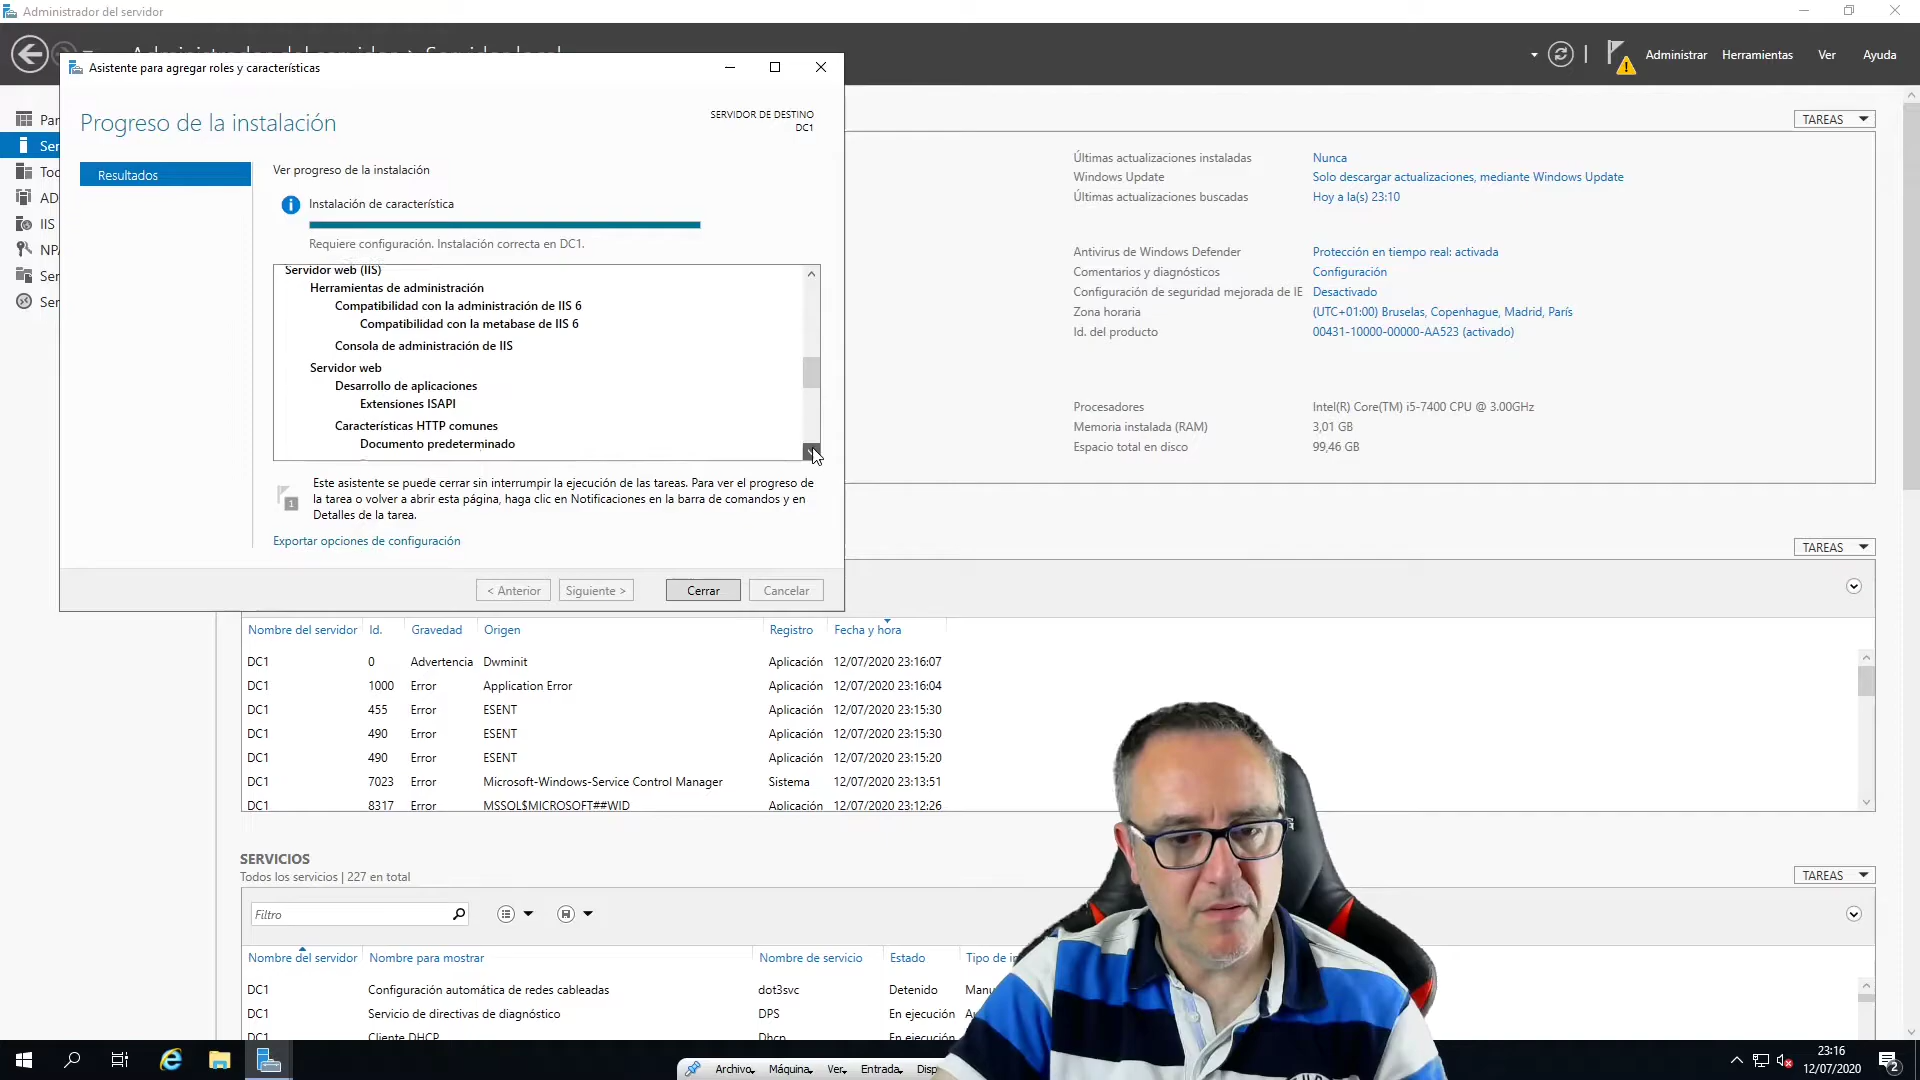 Administrador del servidor
Administrar
Herramientas
Ver
Ayuda
Asistente para agregar roles y características
Progreso de la instalación
SERVIDOR DE DESTINO
DC1
Resultados
Ver progreso de la instalación
Instalación de característica
Requiere configuración. Instalación correcta en DC1.
Servidor web (IIS)
Herramientas de administración
Compatibilidad con la administración de IIS 6
Compatibilidad con la metabase de IIS 6
Consola de administración de IIS
Servidor web
Desarrollo de aplicaciones
Extensiones ISAPI
Características HTTP comunes
Documento predeterminado
Este asistente se puede cerrar sin interrumpir la ejecución de las tareas. Para ver el progreso de
la tarea o volver a abrir esta página, haga clic en Notificaciones en la barra de comandos y en
Detalles de la tarea.
1
Exportar opciones de configuración
< Anterior
Siguiente >
Cerrar
Cancelar
IIS
TAREAS
Últimas actualizaciones instaladas Nunca
Windows Update Solo descargar actualizaciones, mediante Windows Update
Últimas actualizaciones buscadas Hoy a la(s) 23:10
Antivirus de Windows Defender Protección en tiempo real: activada
Comentarios y diagnósticos Configuración
Configuración de seguridad mejorada de IE Desactivado
Zona horaria (UTC+01:00) Bruselas, Copenhague, Madrid, París
Id. del producto 00431-10000-00000-AA523 (activado)
Procesadores Intel(R) Core(TM) i5-7400 CPU @ 3.00GHz
Memoria instalada (RAM) 3,01 GB
Espacio total en disco 99,46 GB
TAREAS
Nombre del servidor Id. Gravedad Origen Registro Fecha y hora
DC1 0 Advertencia Dwminit Aplicación 12/07/2020 23:16:07
DC1 1000 Error Application Error Aplicación 12/07/2020 23:16:04
DC1 455 Error ESENT Aplicación 12/07/2020 23:15:30
DC1 490 Error ESENT Aplicación 12/07/2020 23:15:30
DC1 490 Error ESENT Aplicación 12/07/2020 23:15:20
DC1 7023 Error Microsoft-Windows-Service Control Manager Sistema 12/07/2020 23:13:51
DC1 8317 Error MSSQL$MICROSOFT##WID Aplicación 12/07/2020 23:12:26
SERVICIOS
Todos los servicios | 227 en total
TAREAS
Filtro
Nombre del servidor Nombre para mostrar Nombre de servicio Estado Tipo de
DC1 Configuración automática de redes cableadas dot3svc Detenido
DC1 Servicio de directivas de diagnóstico DPS En ejecución
DC1 Cliente DHCP Dhcp En ejecución
Archivo Máquina Ver Entrada
23:16
12/07/2020
2